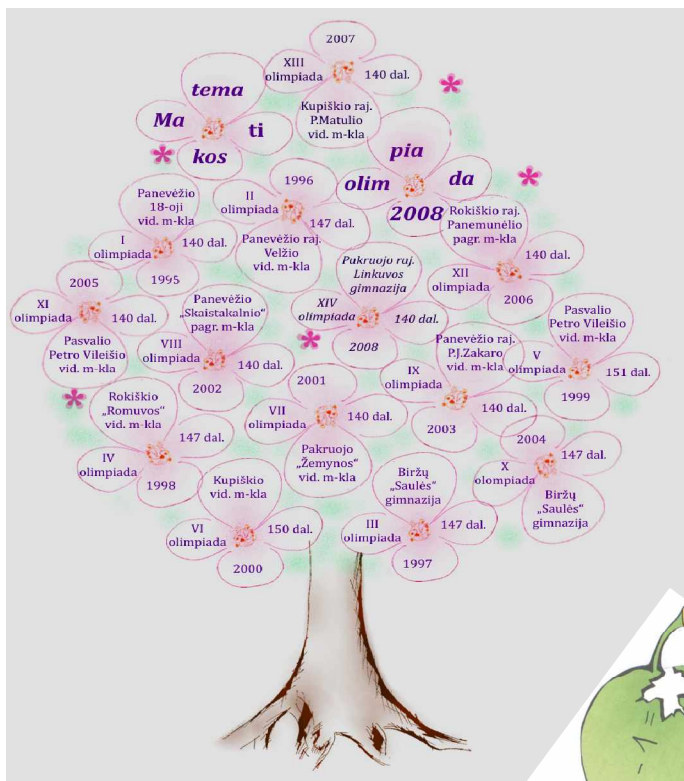 Ma
tema
ti
kos
olim
pia
da
2008
2007
XIII
olimpiada
140 dal.
Kupiškio raj.
P.Matulio
vid. m-kla
1996
II
olimpiada
147 dal.
Panevėžio raj.
Velžio
vid. m-kla
Panevėžio
18-oji
vid. m-kla
I
olimpiada
140 dal.
1995
Rokiškio raj.
Panemunėlio
pagr. m-kla
XII
olimpiada
140 dal.
2006
Pakruojo raj.
Linkuvos
gimnazija
XIV
olimpiada
140 dal.
2008
2005
XI
olimpiada
140 dal.
Pasvalio
Petro Vileišio
vid. m-kla
Panevėžio
„Skaistakalnio“
pagr. m-kla
VIII
olimpiada
140 dal.
2002
Panevėžio raj.
P.J.Zakaro
vid. m-kla
IX
olimpiada
140 dal.
2003
Pasvalio
Petro Vileišio
vid. m-kla
V
olimpiada
151 dal.
1999
Rokiškio
„Romuvos“
vid. m-kla
IV
olimpiada
147 dal.
1998
2001
VII
olimpiada
140 dal.
Pakruojo
„Žemynos“
vid. m-kla
2004
X
olompiada
147 dal.
Biržų
„Saulės“
gimnazija
Kupiškio
vid. m-kla
VI
olimpiada
150 dal.
2000
Biržų
„Saulės“
gimnazija
III
olimpiada
147 dal.
1997